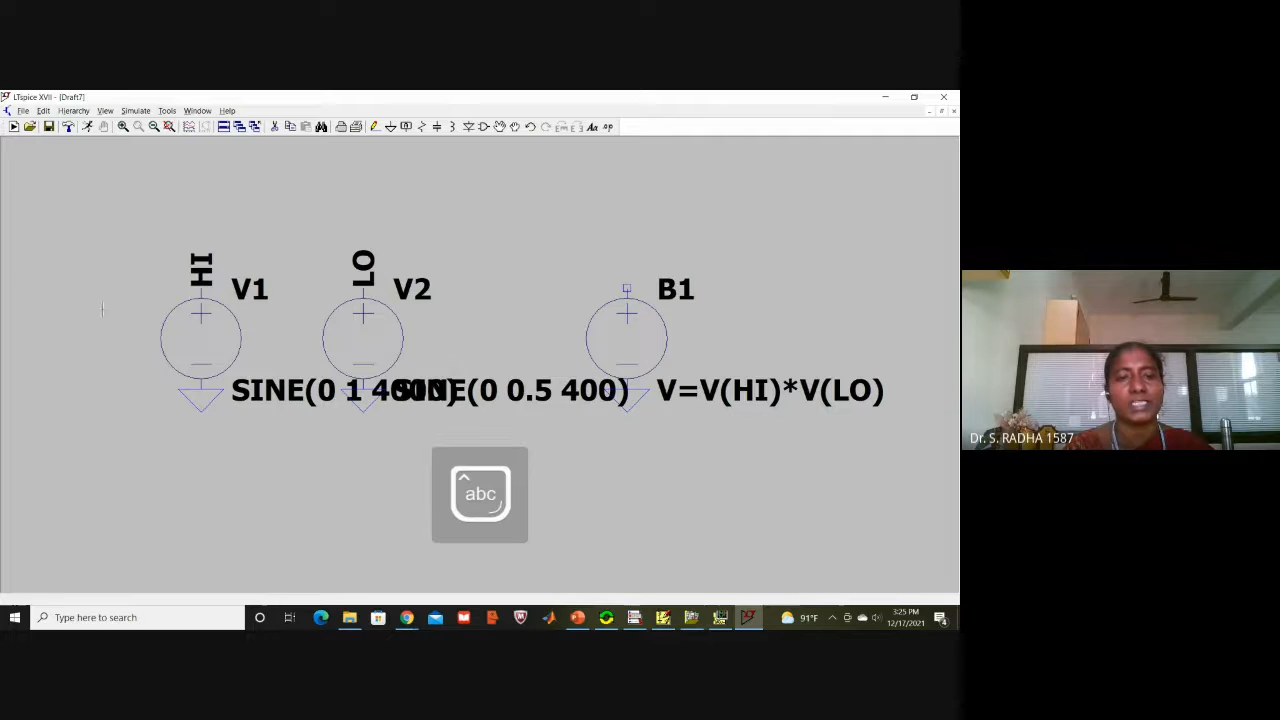 LTspice XVII - [Draft7]
File Edit Hierarchy View Simulate Tools Window Help
HI
V1
LO
V2
B1
SINE(0 1 4000)
SINE(0 0.5 400)
V=V(HI)*V(LO)
abc
Dr. S. RADHA 1587
Type here to search
91°F
3:25 PM
12/17/2021
4